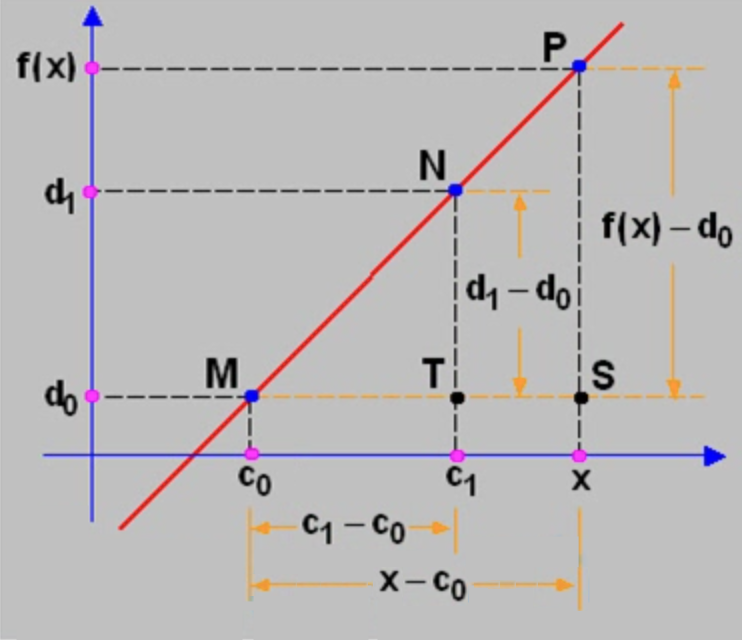 P
f(x)
N
d₁
f(x) – d₀
d₁ – d₀
M
T
S
d₀
c₀
c₁
x
c₁ – c₀
x – c₀